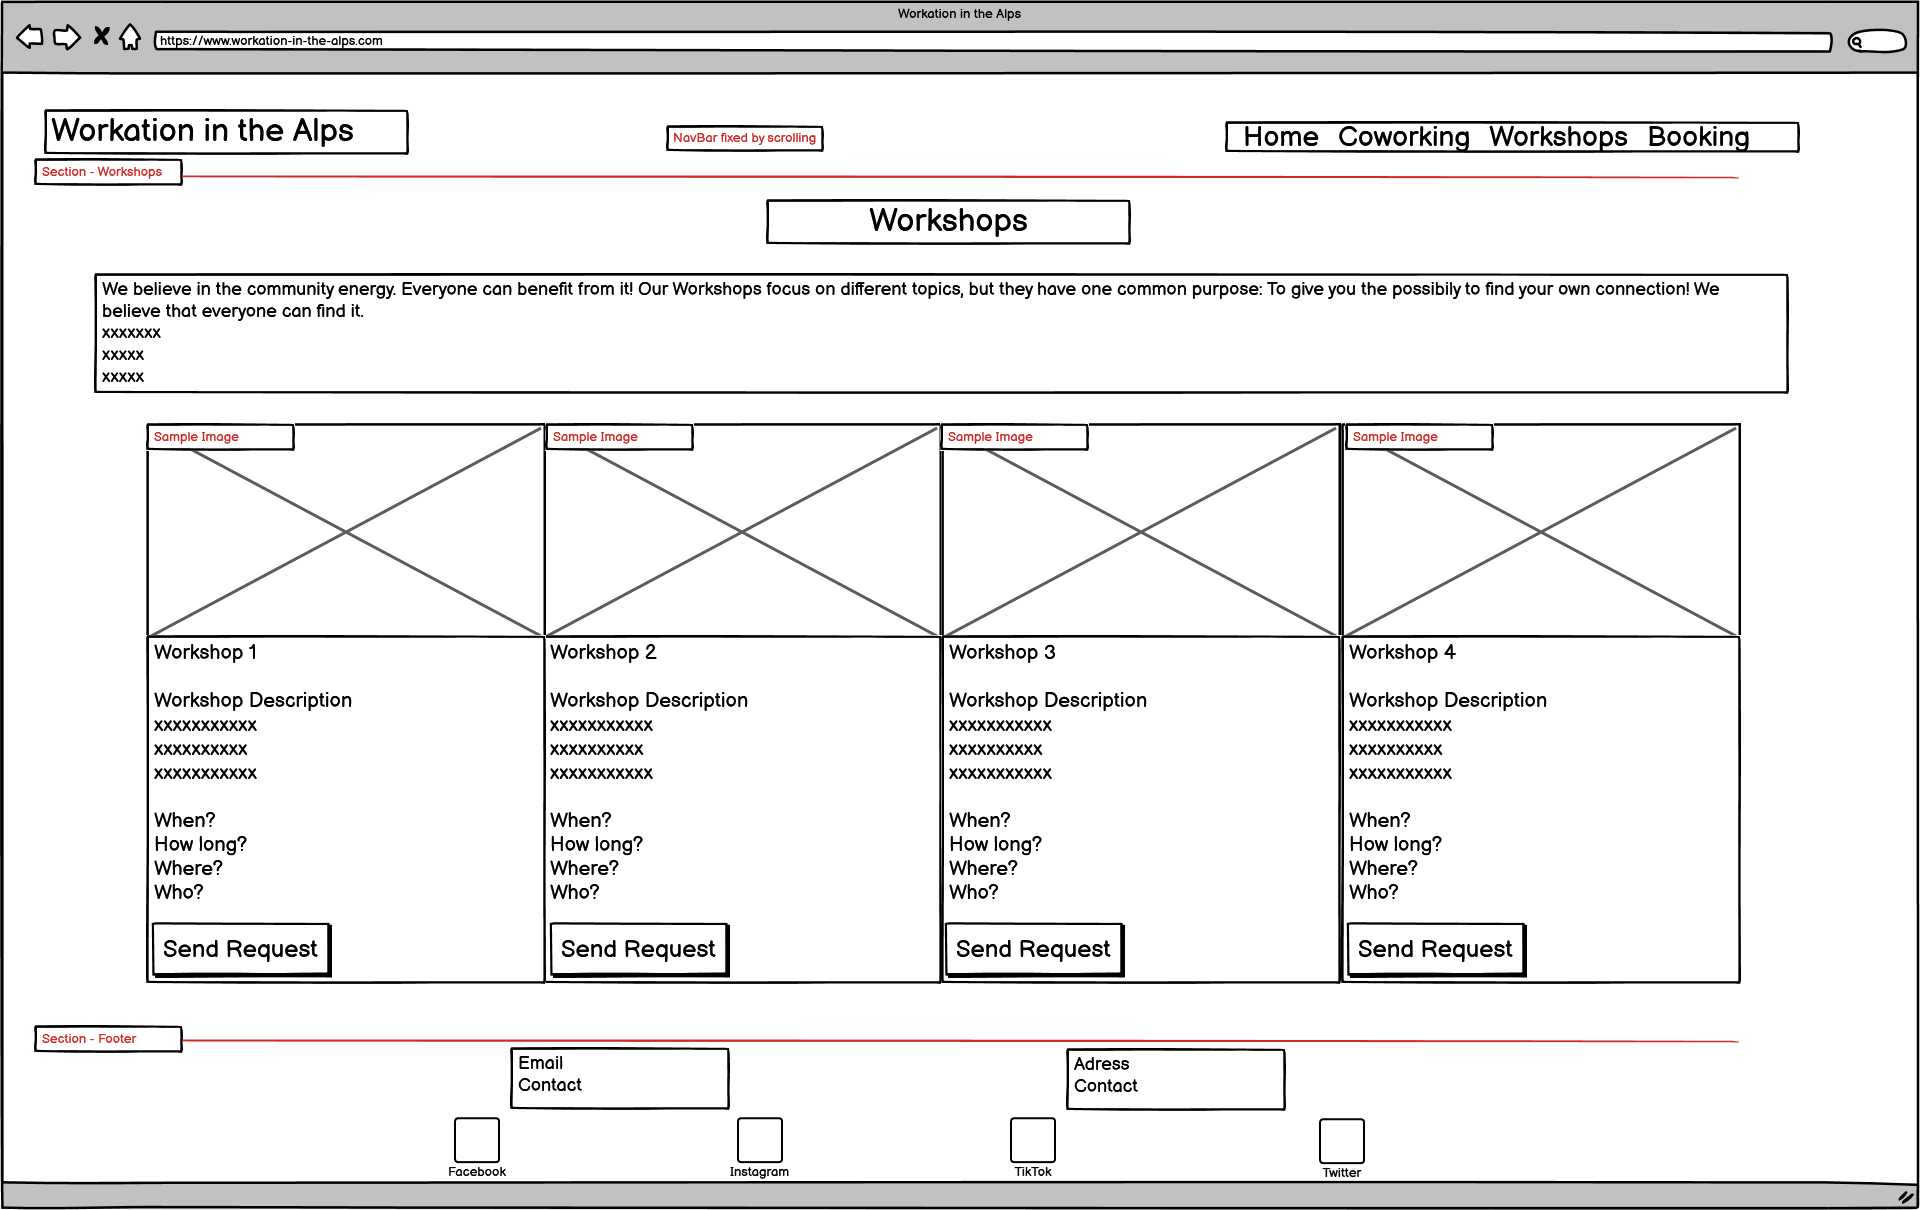 Workation in the Alps
https://www.workation-in-the-alps.com
Workation in the Alps
NavBar fixed by scrolling
Home Coworking Workshops Booking
Section - Workshops
Workshops
We believe in the community energy. Everyone can benefit from it! Our Workshops focus on different topics, but they have one common purpose: To give you the possibily to find your own connection! We
believe that everyone can find it.
xxxxxxx
xxxxx
xxxxx
Sample Image
Workshop 1
Workshop Description
xxxxxxxxxxx
xxxxxxxxxx
xxxxxxxxxxx
When?
How long?
Where?
Who?
Send Request
Sample Image
Workshop 2
Workshop Description
xxxxxxxxxxx
xxxxxxxxxx
xxxxxxxxxxx
When?
How long?
Where?
Who?
Send Request
Sample Image
Workshop 3
Workshop Description
xxxxxxxxxxx
xxxxxxxxxx
xxxxxxxxxxx
When?
How long?
Where?
Who?
Send Request
Sample Image
Workshop 4
Workshop Description
xxxxxxxxxxx
xxxxxxxxxx
xxxxxxxxxxx
When?
How long?
Where?
Who?
Send Request
Section - Footer
Email
Contact
Adress
Contact
Facebook
Instagram
TikTok
Twitter